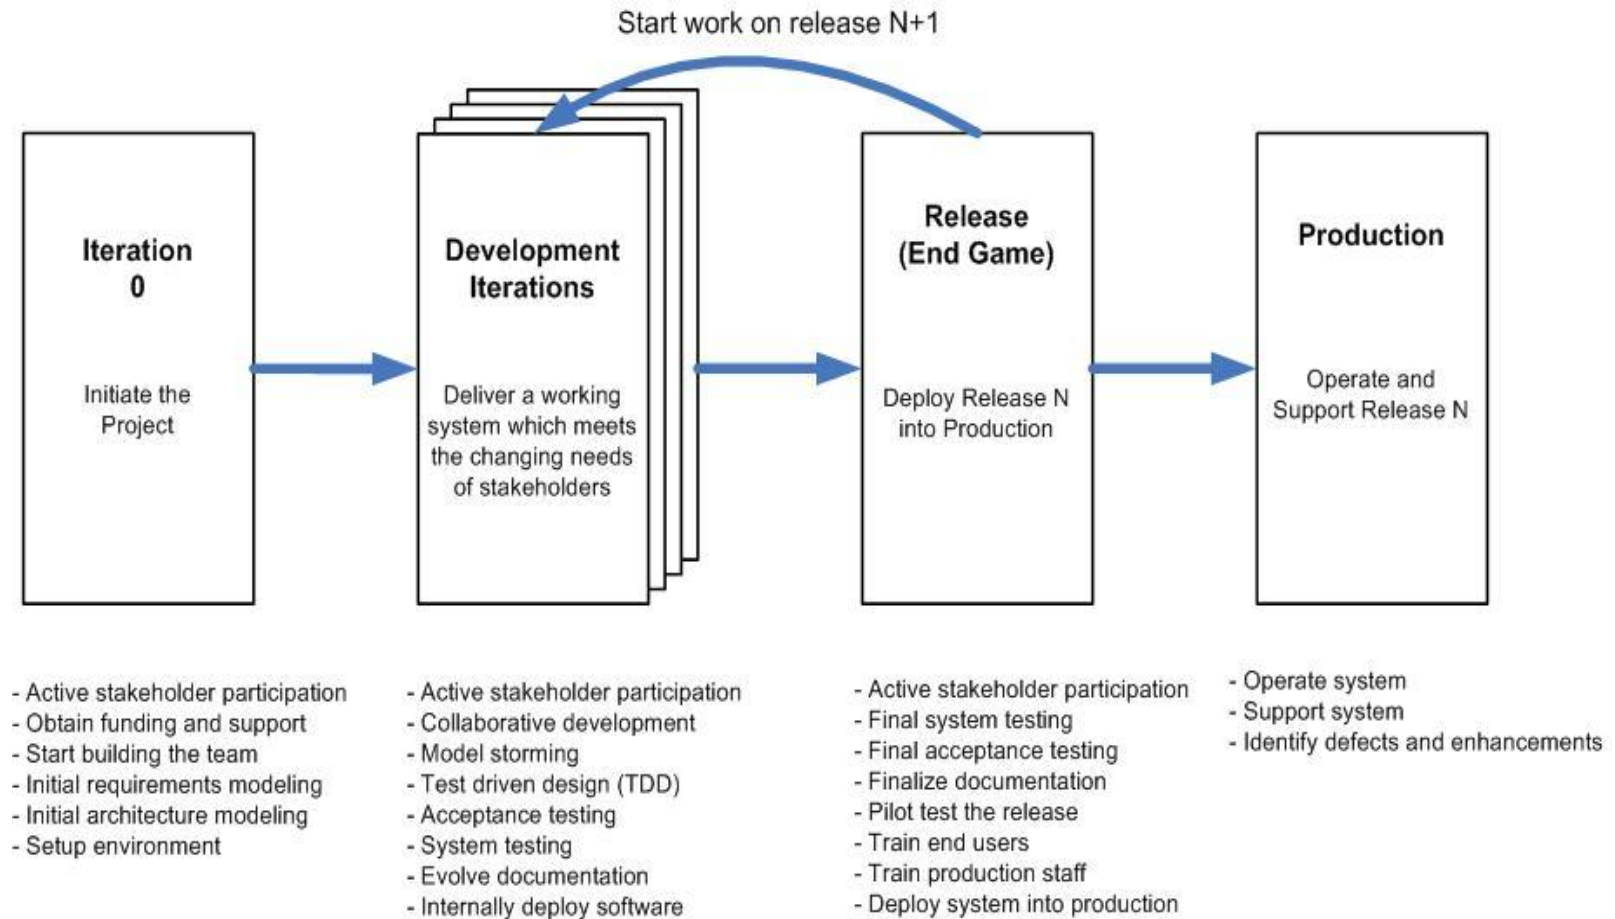 Start work on release N+1
Iteration
0
Initiate the
Project
Development
Iterations
Deliver a working
system which meets
the changing needs
of stakeholders
Release
(End Game)
Deploy Release N
into Production
Production
Operate and
Support Release N
- Active stakeholder participation
- Obtain funding and support
- Start building the team
- Initial requirements modeling
- Initial architecture modeling
- Setup environment
- Active stakeholder participation
- Collaborative development
- Model storming
- Test driven design (TDD)
- Acceptance testing
- System testing
- Evolve documentation
- Internally deploy software
- Active stakeholder participation
- Final system testing
- Final acceptance testing
- Finalize documentation
- Pilot test the release
- Train end users
- Train production staff
- Deploy system into production
- Operate system
- Support system
- Identify defects and enhancements